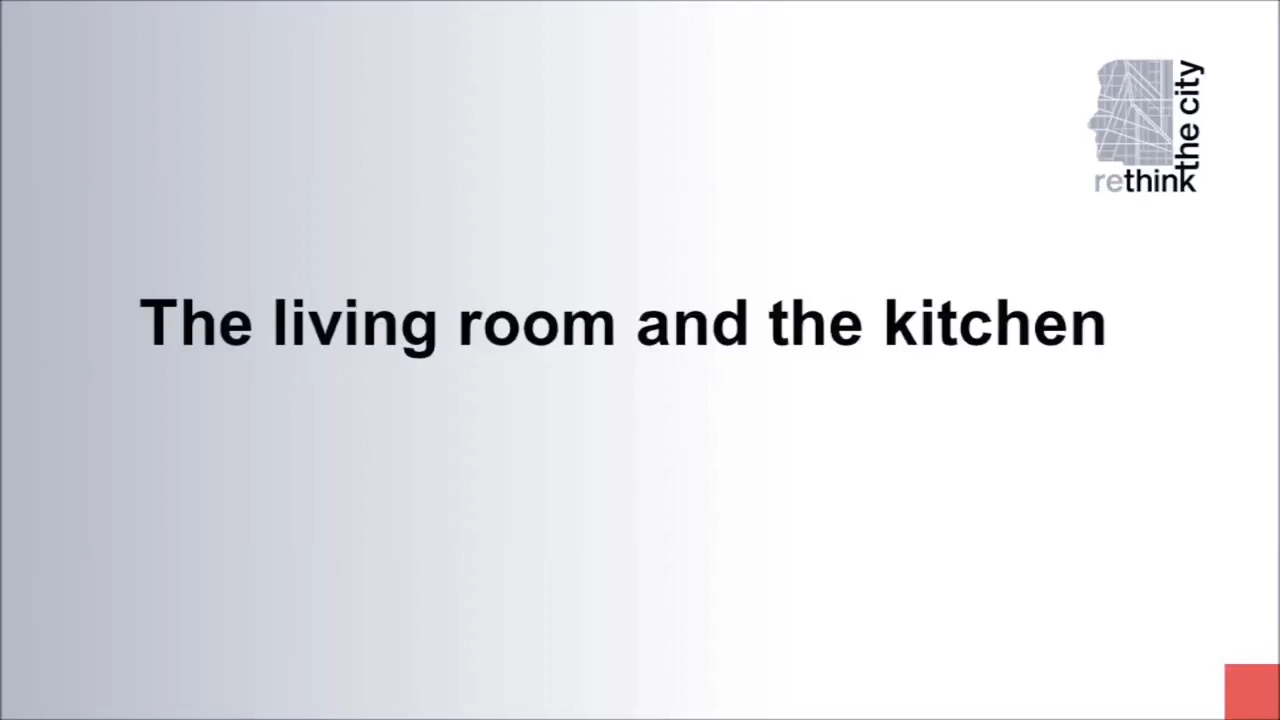 the city
rethink
The living room and the kitchen